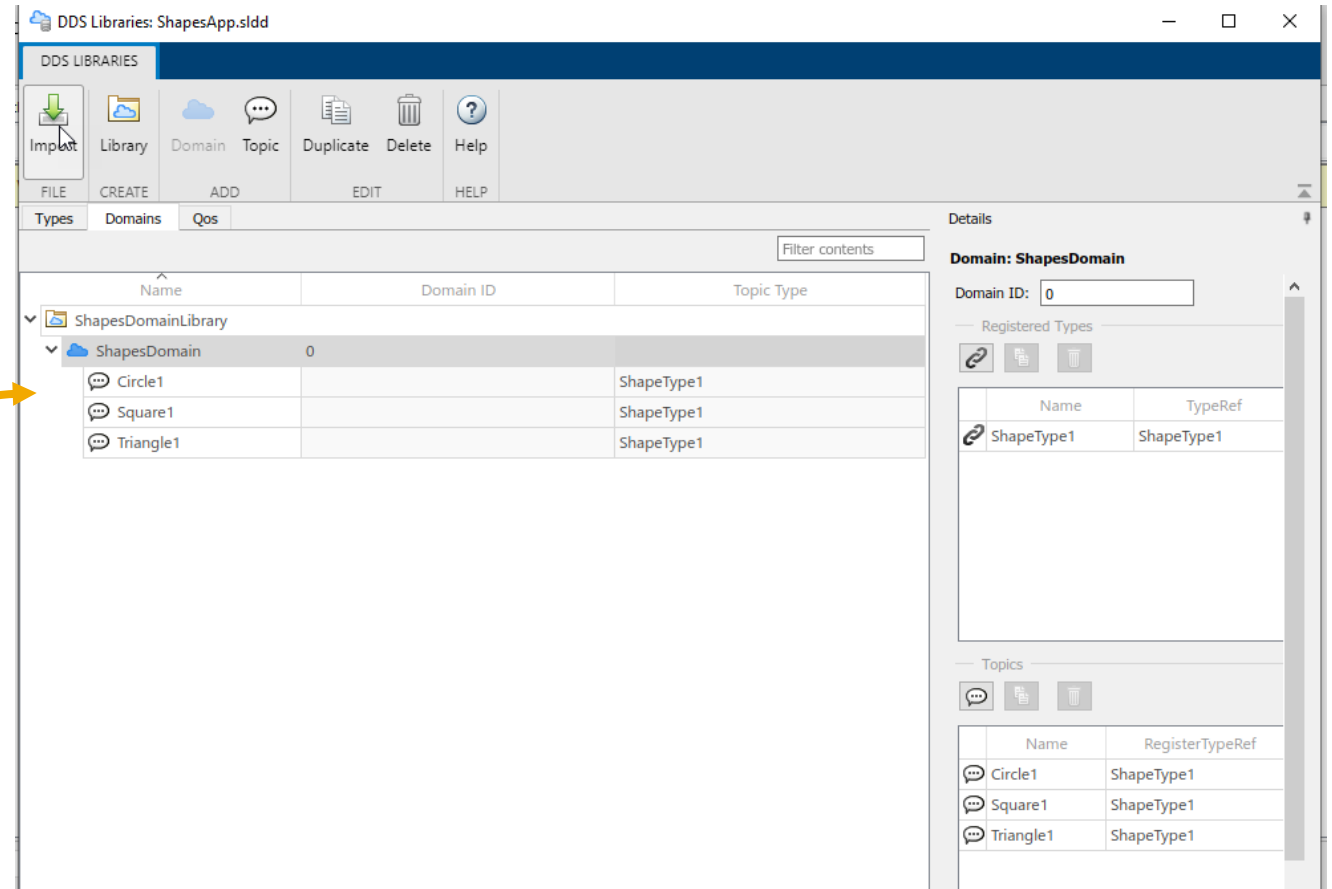 DDS Libraries: ShapesApp.sldd
DDS LIBRARIES
Import Library Domain Topic Duplicate Delete Help
FILE CREATE ADD EDIT HELP
Types Domains Qos
Filter contents
Name Domain ID Topic Type
ShapesDomainLibrary
ShapesDomain 0
Circle1 ShapeType1
Square1 ShapeType1
Triangle1 ShapeType1
Details
Domain: ShapesDomain
Domain ID: 0
Registered Types
Name TypeRef
ShapeType1 ShapeType1
Topics
Name RegisterTypeRef
Circle1 ShapeType1
Square1 ShapeType1
Triangle1 ShapeType1